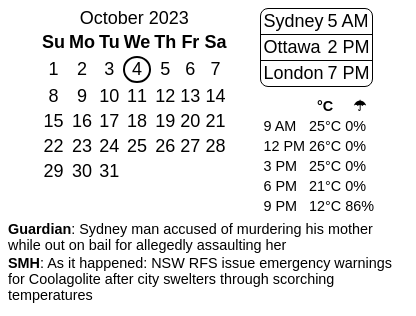 October 2023
Su Mo Tu We Th Fr Sa
1 2 3 4 5 6 7
8 9 10 11 12 13 14
15 16 17 18 19 20 21
22 23 24 25 26 27 28
29 30 31
Sydney 5 AM
Ottawa 2 PM
London 7 PM
°C ☂
9 AM 25°C 0%
12 PM 26°C 0%
3 PM 25°C 0%
6 PM 21°C 0%
9 PM 12°C 86%
Guardian: Sydney man accused of murdering his mother
while out on bail for allegedly assaulting her
SMH: As it happened: NSW RFS issue emergency warnings
for Coolagolite after city swelters through scorching
temperatures